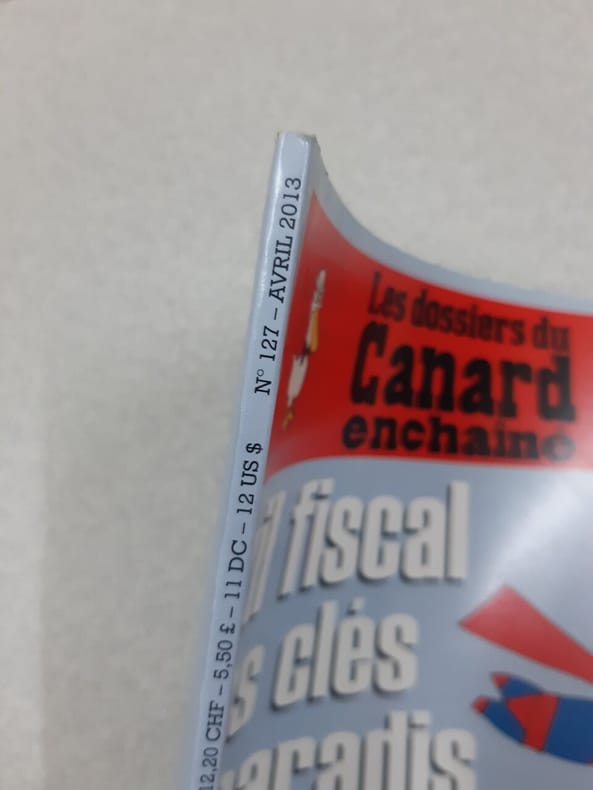 N° 127 – AVRIL 2013
12,20 CHF – 5,50 £ – 11 DC – 12 US $
Les dossiers du
Canard
enchaîné
fiscal
clés